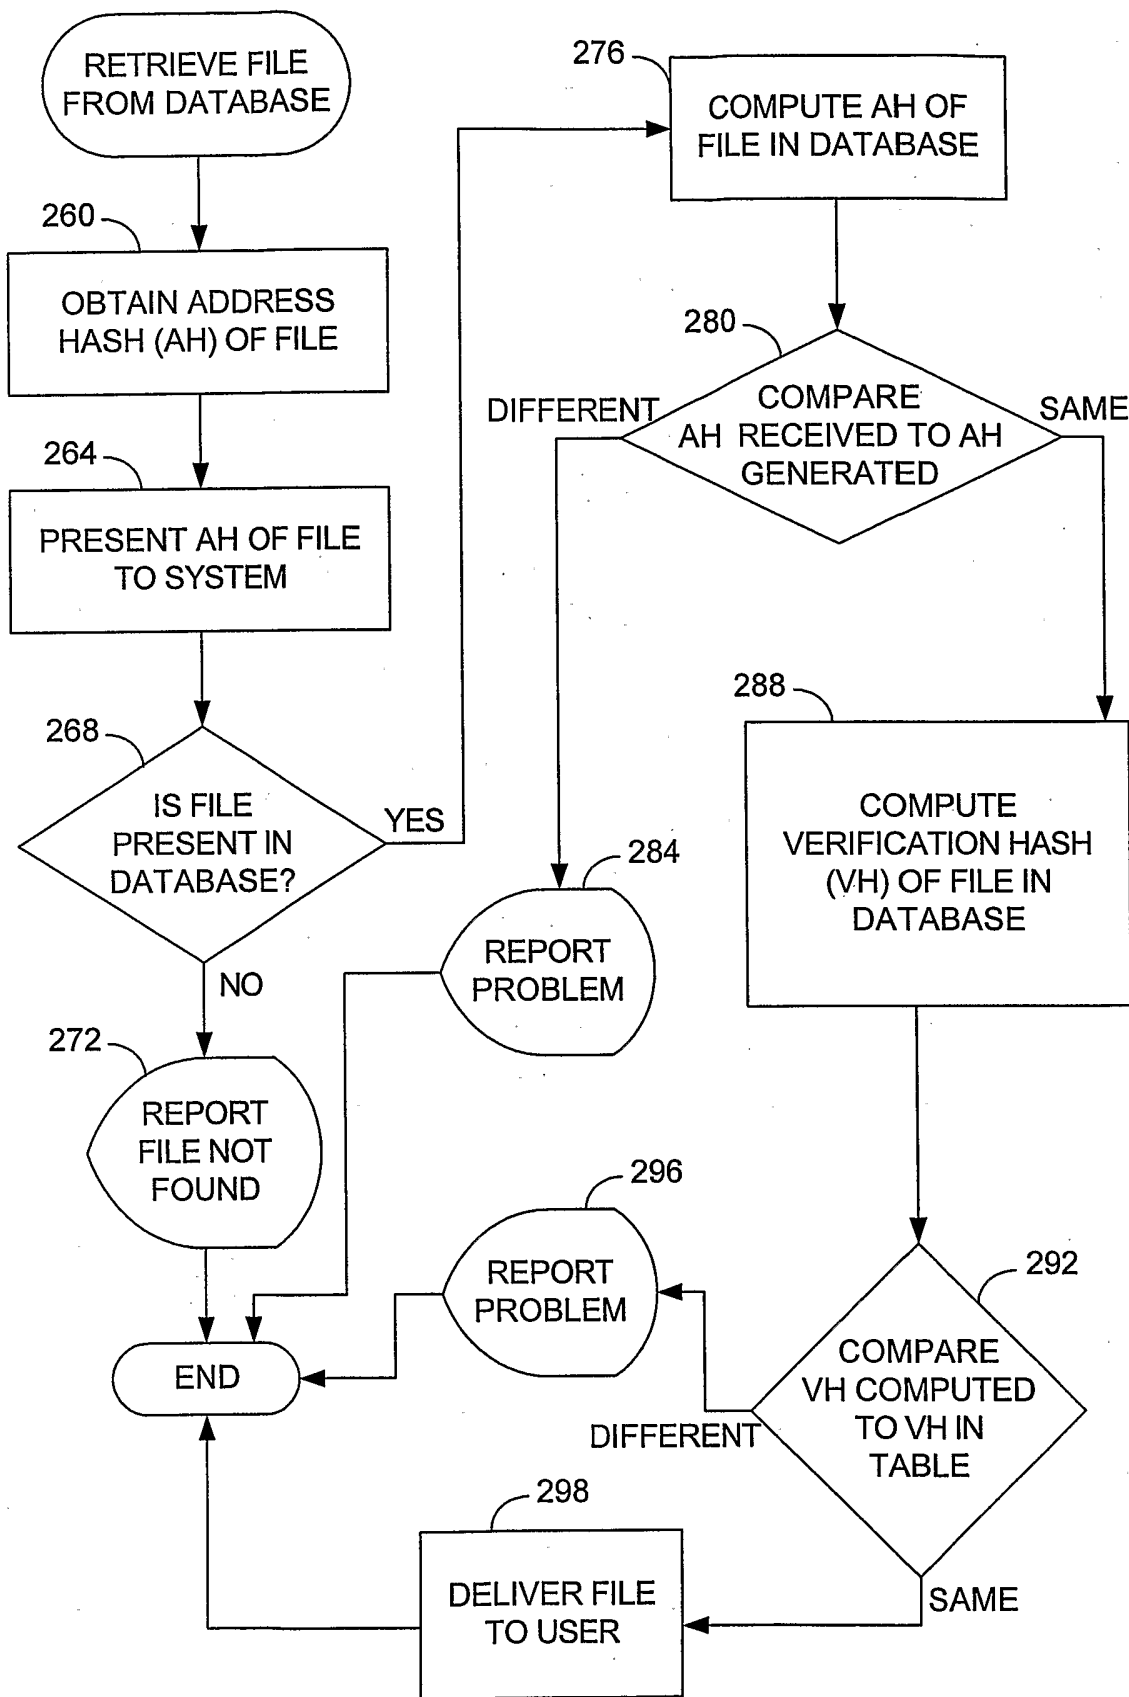 RETRIEVE FILE
FROM DATABASE
260
OBTAIN ADDRESS
HASH (AH) OF FILE
264
PRESENT AH OF FILE
TO SYSTEM
268
IS FILE
PRESENT IN
DATABASE?
YES
NO
272
REPORT
FILE NOT
FOUND
END
276
COMPUTE AH OF
FILE IN DATABASE
280
COMPARE
AH RECEIVED TO AH
GENERATED
DIFFERENT
SAME
284
REPORT
PROBLEM
288
COMPUTE
VERIFICATION HASH
(VH) OF FILE IN
DATABASE
292
COMPARE
VH COMPUTED
TO VH IN
TABLE
DIFFERENT
SAME
296
REPORT
PROBLEM
298
DELIVER FILE
TO USER